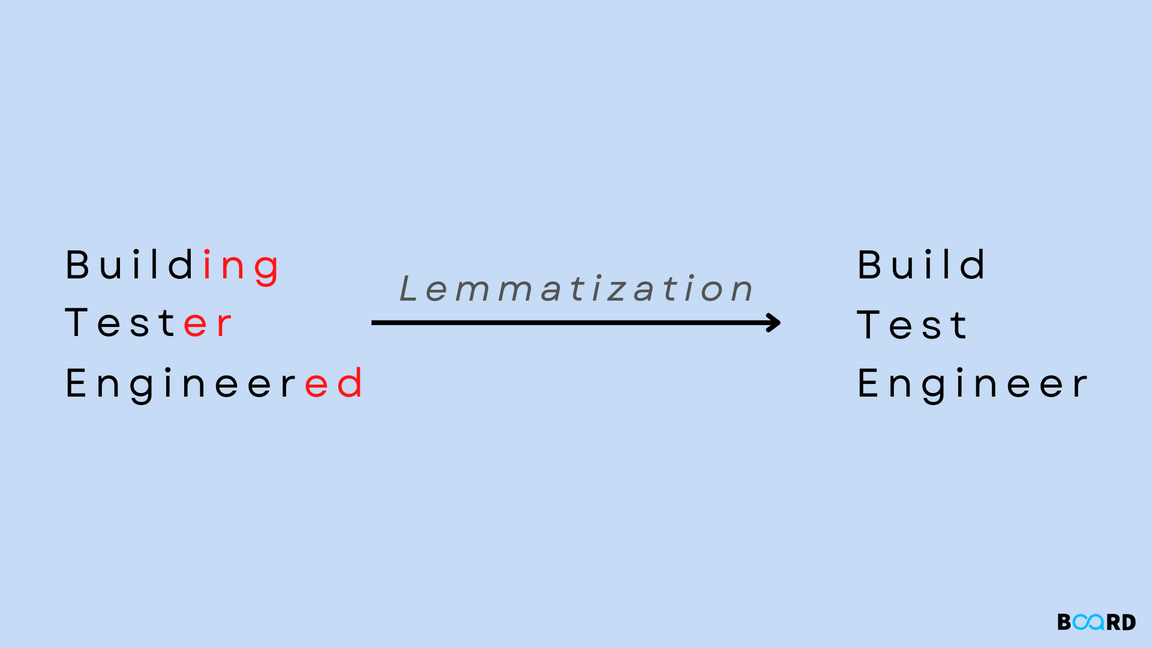 Building
Tester
Engineered
Lemmatization
Build
Test
Engineer
BOARD